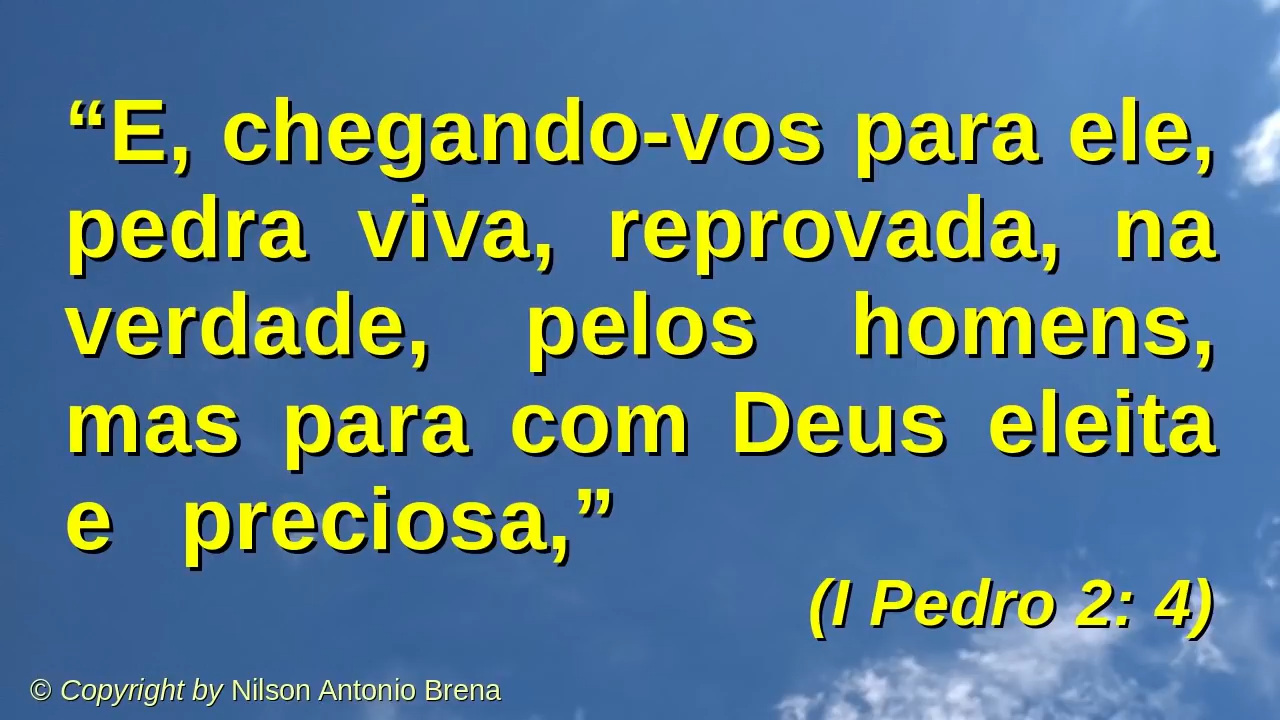 “E, chegando-vos para ele,
pedra viva, reprovada, na
verdade, pelos homens,
mas para com Deus eleita
e preciosa,”
(I Pedro 2: 4)
© Copyright by Nilson Antonio Brena